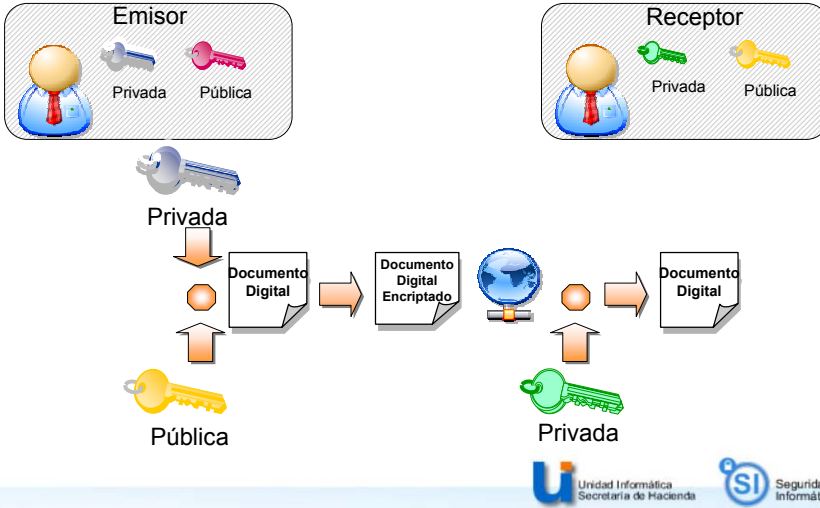 Emisor
Privada
Pública
Receptor
Privada
Pública
Privada
Documento
Digital
Documento
Digital
Encriptado
Documento
Digital
Pública
Privada
Unidad Informática
Secretaría de Hacienda
SI